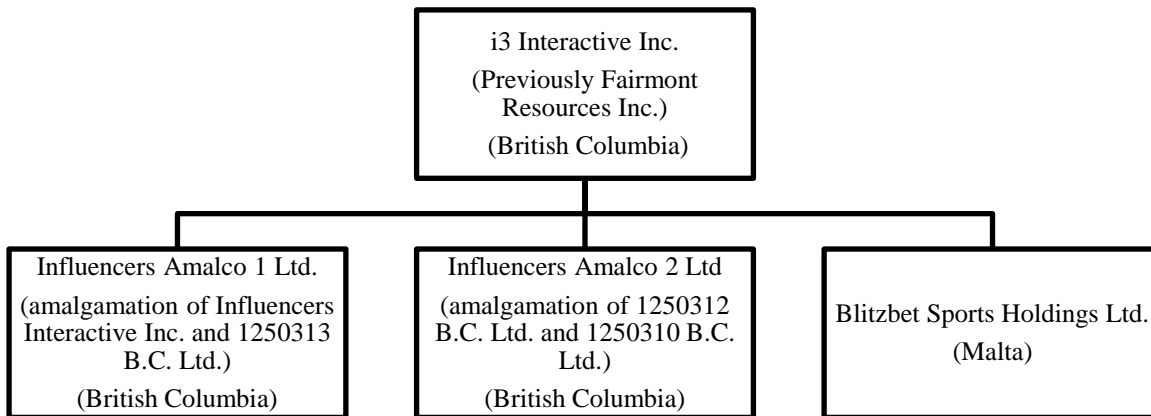 i3 Interactive Inc.
(Previously Fairmont
Resources Inc.)
(British Columbia)
Influencers Amalco 1 Ltd.
(amalgamation of Influencers
Interactive Inc. and 1250313
B.C. Ltd.)
(British Columbia)
Influencers Amalco 2 Ltd
(amalgamation of 1250312
B.C. Ltd. and 1250310 B.C.
Ltd.)
(British Columbia)
Blitzbet Sports Holdings Ltd.
(Malta)